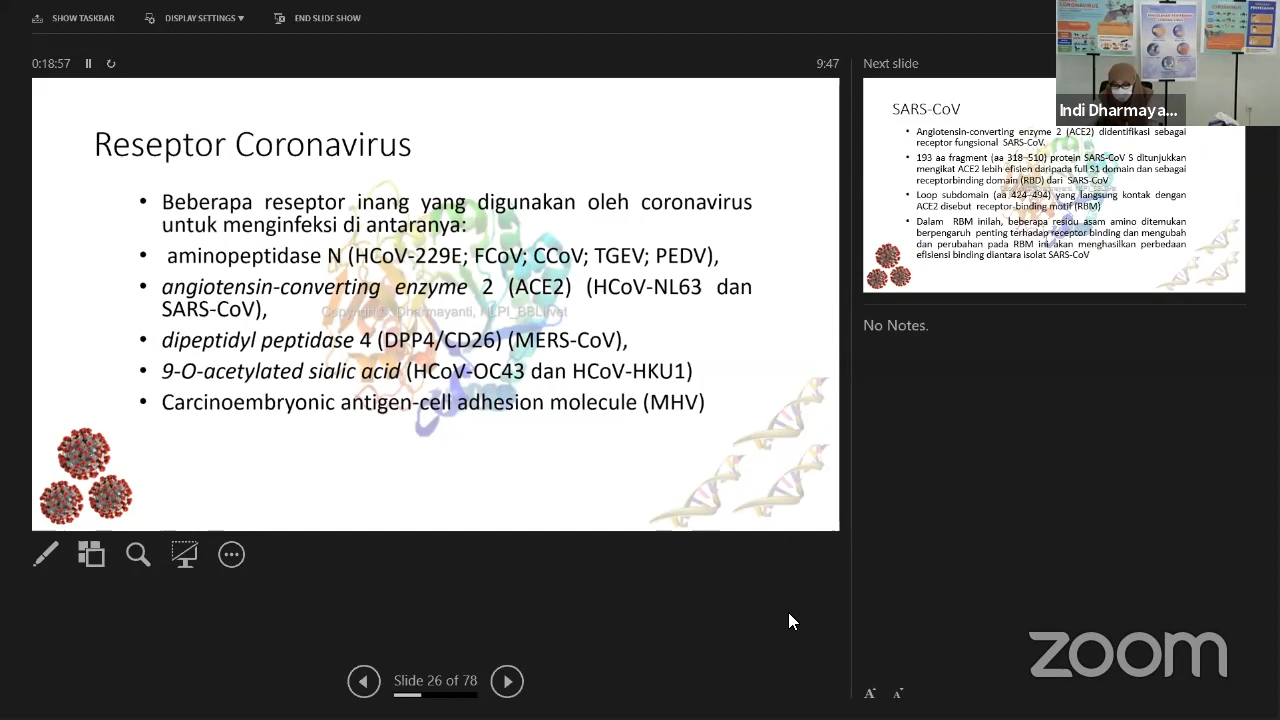 SHOW TASKBAR
DISPLAY SETTINGS ▾
END SLIDE SHOW
0:18:57
9:47
Reseptor Coronavirus
• Beberapa reseptor inang yang digunakan oleh coronavirus
untuk menginfeksi di antaranya:
• aminopeptidase N (HCoV-229E; FCoV; CCoV; TGEV; PEDV),
• angiotensin-converting enzyme 2 (ACE2) (HCoV-NL63 dan
SARS-CoV),
• dipeptidyl peptidase 4 (DPP4/CD26) (MERS-CoV),
• 9-O-acetylated sialic acid (HCoV-OC43 dan HCoV-HKU1)
• Carcinoembryonic antigen-cell adhesion molecule (MHV)
Slide 26 of 78
Next slide
SARS-CoV
• Angiotensin-converting enzyme 2 (ACE2) didentifikasi sebagai
receptor fungsional SARS-CoV.
• 193 aa fragment (aa 318–510) protein SARS-CoV S ditunjukkan
mengikat ACE2 lebih efisien daripada full S1 domain dan sebagai
receptorbinding domain (RBD) dari SARS-CoV
• Loop subdomain (aa 424–494) yang langsung kontak dengan
ACE2 disebut receptor-binding motif (RBM)
• Dalam RBM inilah, beberapa residu asam amino ditemukan
berpengaruh penting terhadap receptor binding dan mengubah
dan perubahan pada RBM ini akan menghasilkan perbedaan
efisiensi binding diantara isolat SARS-CoV
No Notes.
Indi Dharmaya...
CORONAVIRUS
zoom
A A